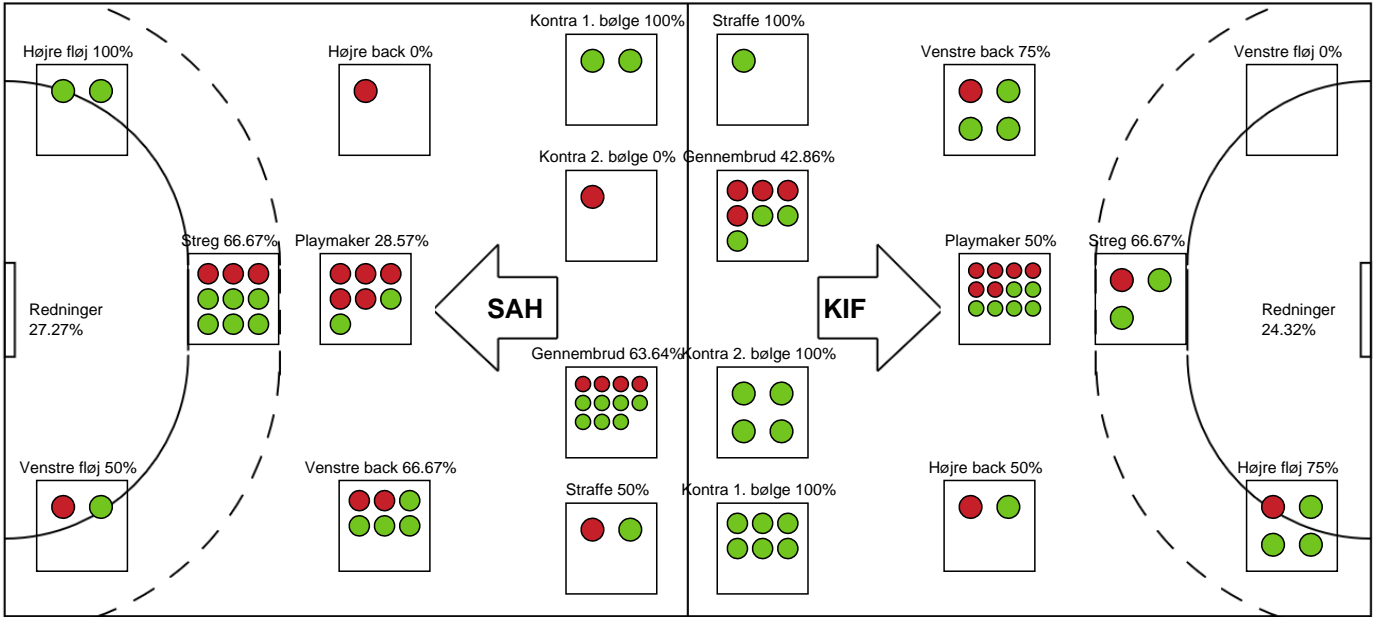 Kontra 1. bølge 100%
Straffe 100%
Højre fløj 100%
Højre back 0%
Venstre back 75%
Venstre fløj 0%
Kontra 2. bølge 0%
Gennembrud 42.86%
Streg 66.67%
Playmaker 28.57%
Playmaker 50%
Streg 66.67%
Redninger
27.27%
SAH
KIF
Redninger
24.32%
Gennembrud 63.64%
Kontra 2. bølge 100%
Venstre fløj 50%
Venstre back 66.67%
Straffe 50%
Kontra 1. bølge 100%
Højre back 50%
Højre fløj 75%